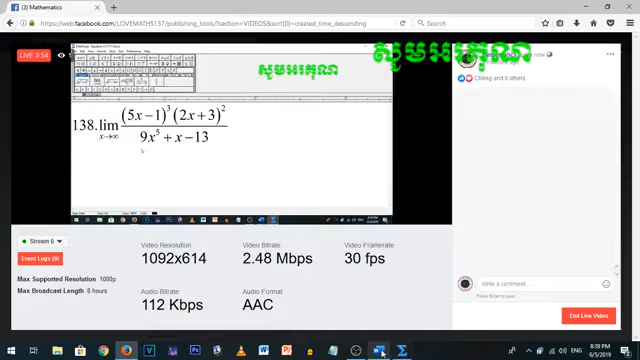 (3) Mathematics
https://web.facebook.com/LOVEMATHS137/publishing_tools/?section=VIDEOS&sort[0]=created_time_descending
Search
LIVE 3:54
សូមអរគុណ
សូមអរគុណ
Cheng and 8 others
138. lim (5x − 1)^3 (2x + 3)^2
x→∞ 9x^5 + x − 13
Stream 0
Event Logs (9)
Max Supported Resolution 1080p
Max Broadcast Length 8 hours
Video Resolution
1092x614
Video Bitrate
2.48 Mbps
Video Framerate
30 fps
Audio Bitrate
112 Kbps
Audio Format
AAC
Write a comment...
Press Enter to post.
End Live Video
ENG
8:39 PM
6/5/2019